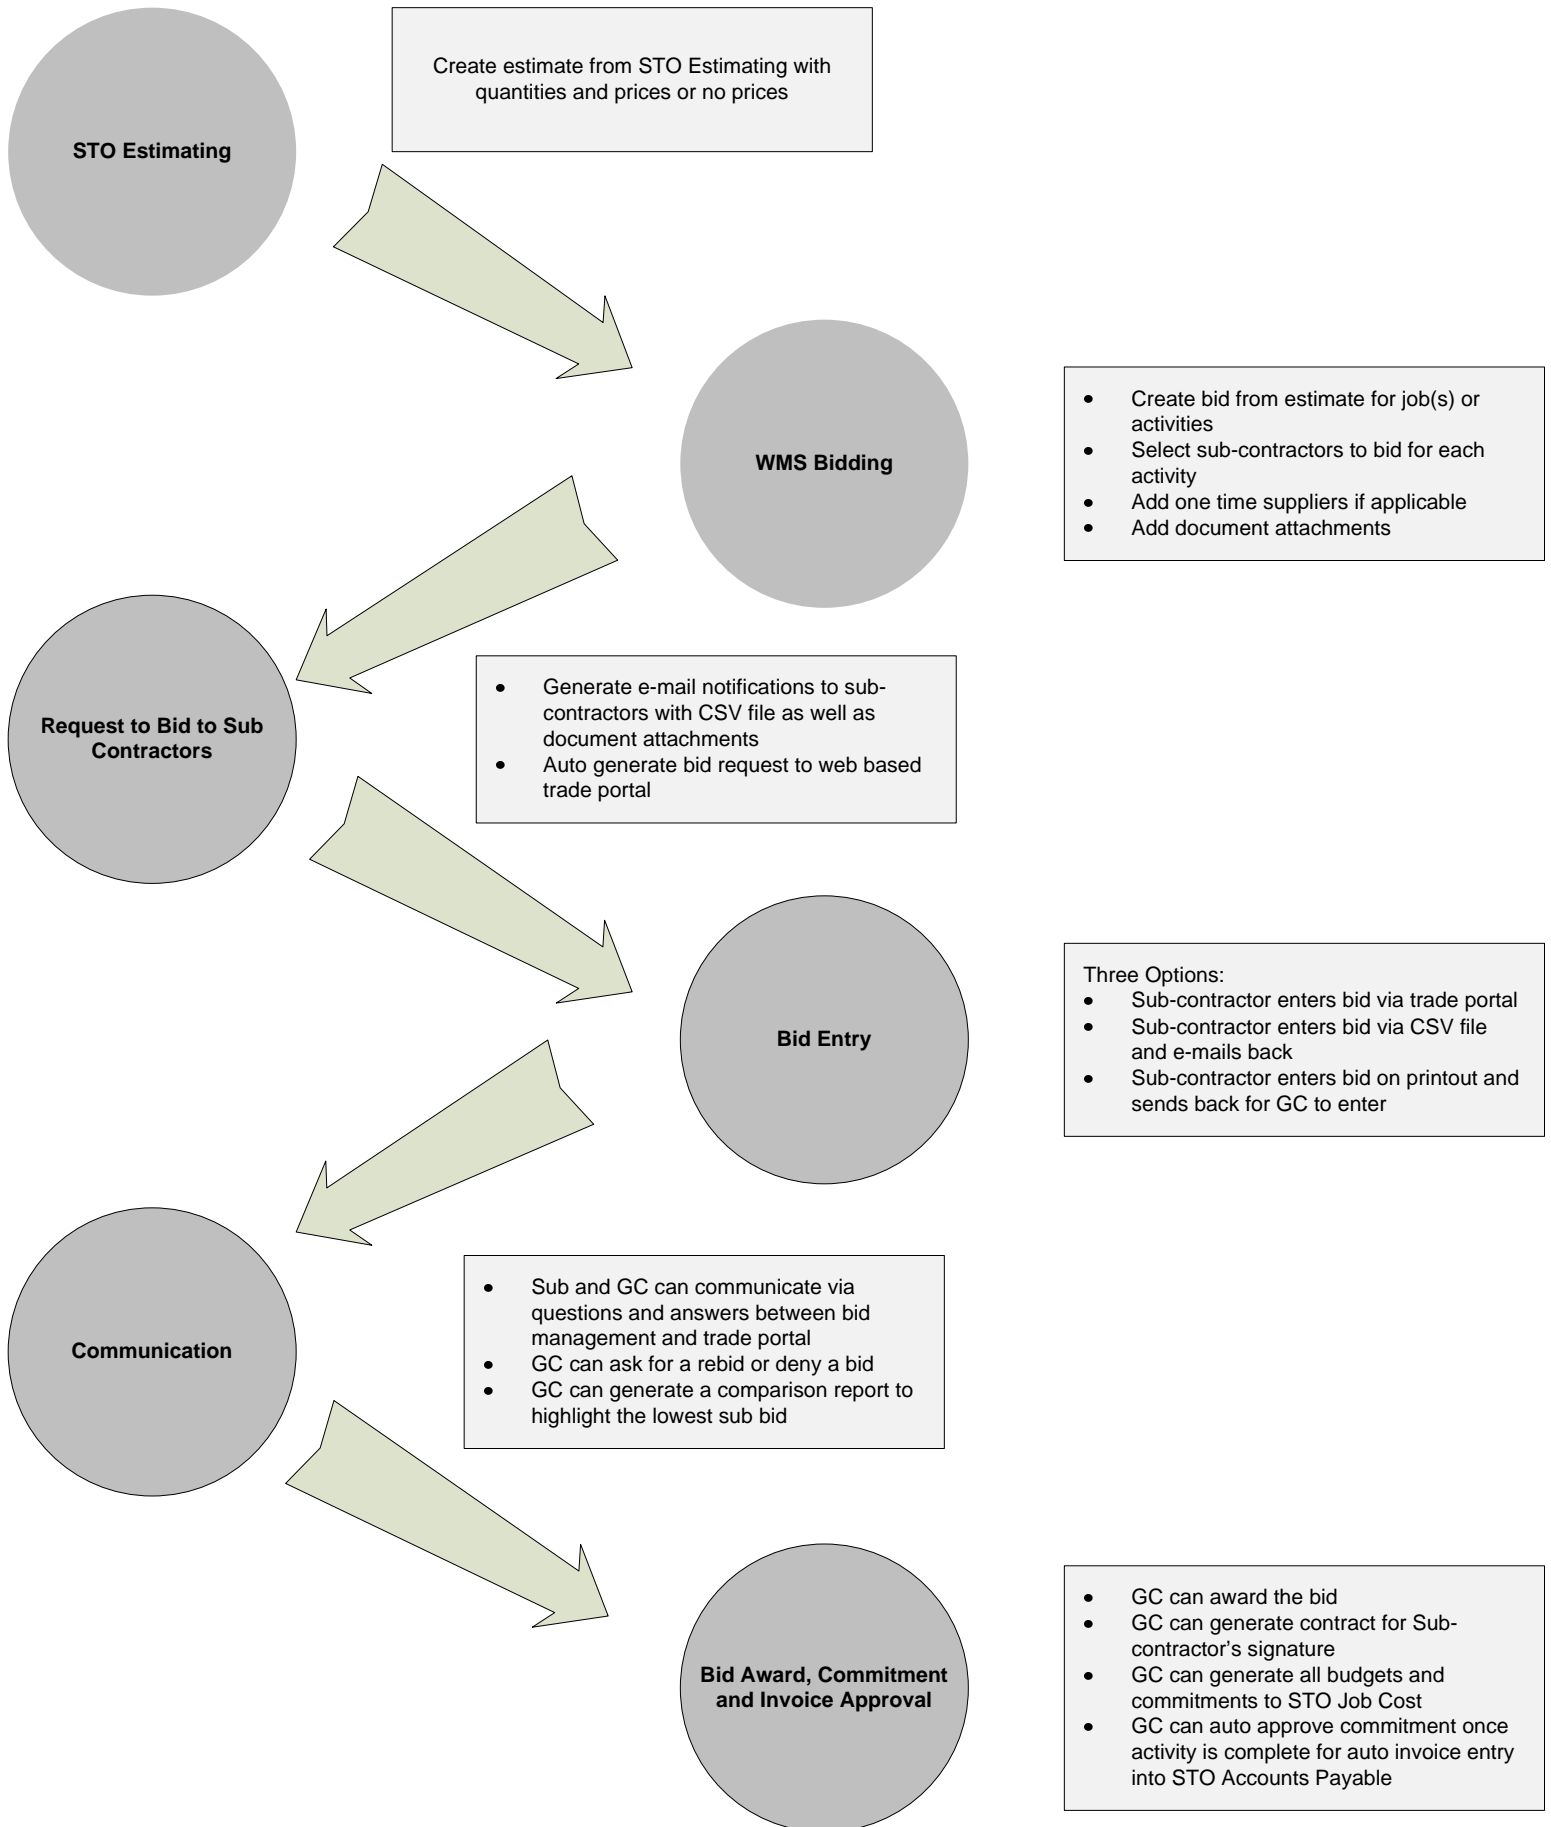 STO Estimating
Create estimate from STO Estimating with
quantities and prices or no prices
WMS Bidding
• Create bid from estimate for job(s) or
activities
• Select sub-contractors to bid for each
activity
• Add one time suppliers if applicable
• Add document attachments
Request to Bid to Sub
Contractors
• Generate e-mail notifications to sub-
contractors with CSV file as well as
document attachments
• Auto generate bid request to web based
trade portal
Bid Entry
Three Options:
• Sub-contractor enters bid via trade portal
• Sub-contractor enters bid via CSV file
and e-mails back
• Sub-contractor enters bid on printout and
sends back for GC to enter
Communication
• Sub and GC can communicate via
questions and answers between bid
management and trade portal
• GC can ask for a rebid or deny a bid
• GC can generate a comparison report to
highlight the lowest sub bid
Bid Award, Commitment
and Invoice Approval
• GC can award the bid
• GC can generate contract for Sub-
contractor’s signature
• GC can generate all budgets and
commitments to STO Job Cost
• GC can auto approve commitment once
activity is complete for auto invoice entry
into STO Accounts Payable